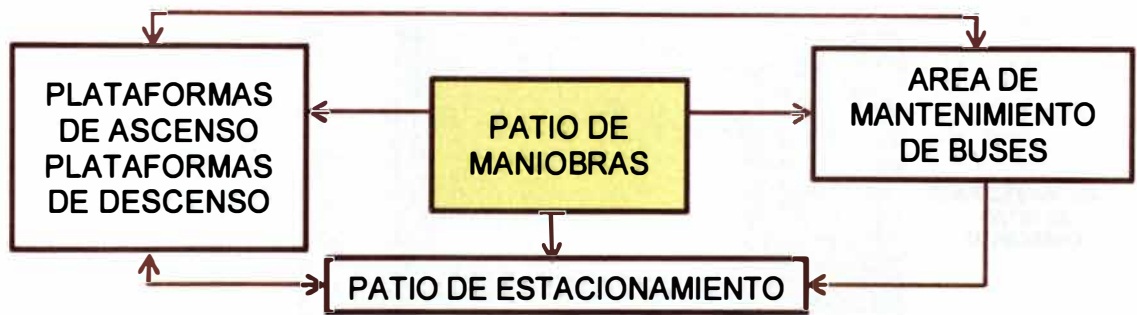 PLATAFORMAS
DE ASCENSO
PLATAFORMAS
DE DESCENSO
PATIO DE
MANIOBRAS
AREA DE
MANTENIMIENTO
DE BUSES
PATIO DE ESTACIONAMIENTO